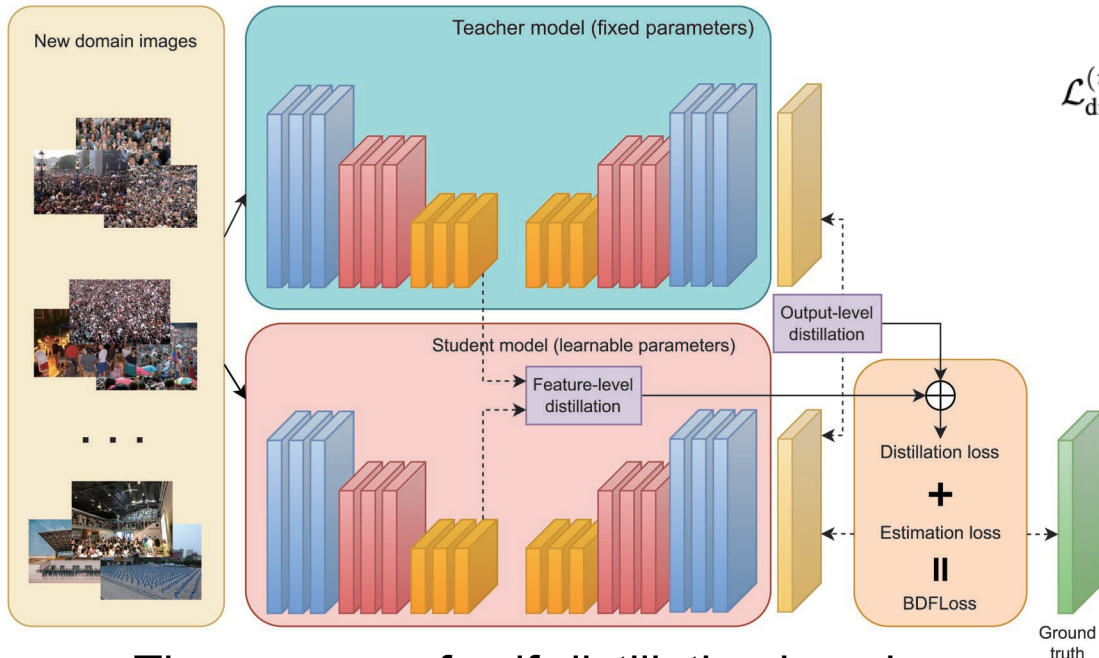 New domain images
Teacher model (fixed parameters)
Student model (learnable parameters)
Feature-level
distillation
Output-level
distillation
. . .
Distillation loss
+
Estimation loss
=
BDFLoss
Ground
truth